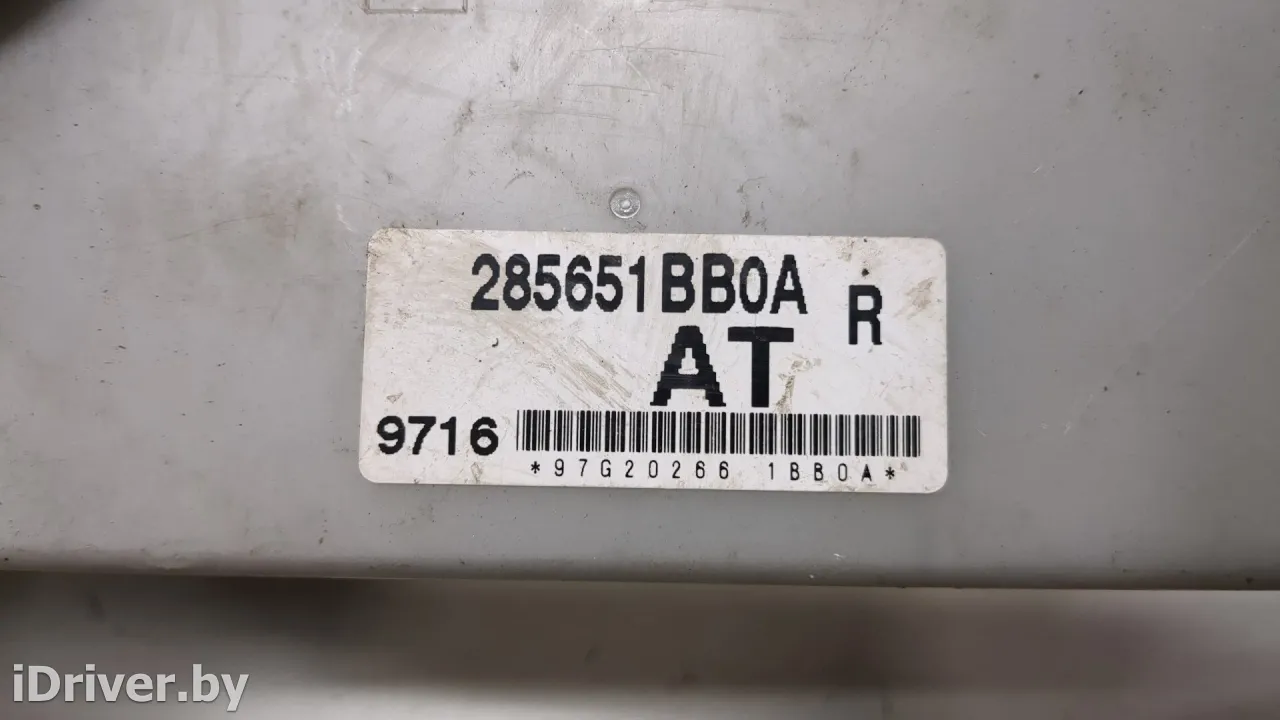 285651BB0A R
AT
9716
*97G20266 1BB0A*
iDriver.by